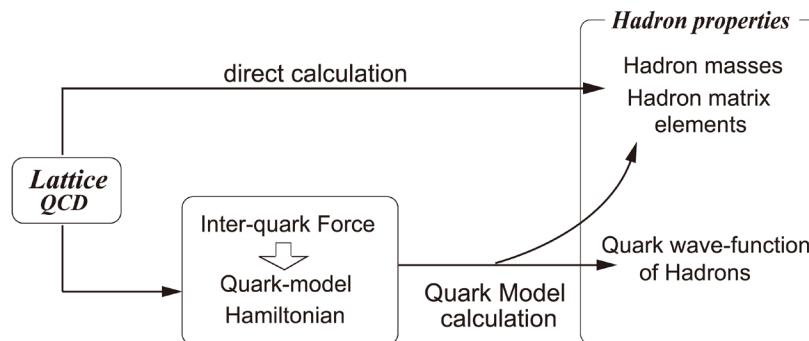 Hadron properties
direct calculation
Hadron masses
Hadron matrix
elements
Lattice
QCD
Inter-quark Force
Quark-model
Hamiltonian
Quark Model
calculation
Quark wave-function
of Hadrons